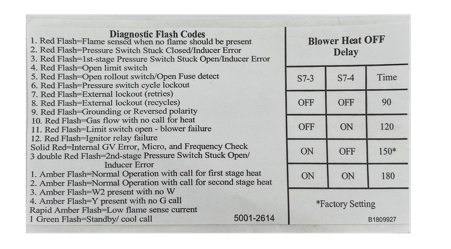 Diagnostic Flash Codes
1. Red Flash=Flame sensed when no flame should be present
2. Red Flash=Pressure Switch Stuck Closed/Inducer Error
3. Red Flash=1st-stage Pressure Switch Stuck Open/Inducer Error
4. Red Flash=Open limit switch
5. Red Flash=Open rollout switch/Open Fuse detect
6. Red Flash=Pressure switch cycle lockout
7. Red Flash=External lockout (retries)
8. Red Flash=External lockout (recycles)
9. Red Flash=Grounding or Reversed polarity
10. Red Flash=Gas flow with no call for heat
11. Red Flash=Limit switch open - blower failure
12. Red Flash=Ignitor relay failure
Solid Red=Internal GV Error, Micro, and Frequency Check
3 double Red Flash=2nd-stage Pressure Switch Stuck Open/
Inducer Error
1. Amber Flash=Normal Operation with call for first stage heat
2. Amber Flash=Normal Operation with call for second stage heat
3. Amber Flash=W2 present with no W
4. Amber Flash=Y present with no G call
Rapid Amber Flash=Low flame sense current
1 Green Flash=Standby/ cool call
5001-2614
Blower Heat OFF
Delay
S7-3 S7-4 Time
OFF OFF 90
OFF ON 120
ON OFF 150*
ON ON 180
*Factory Setting
B1809927